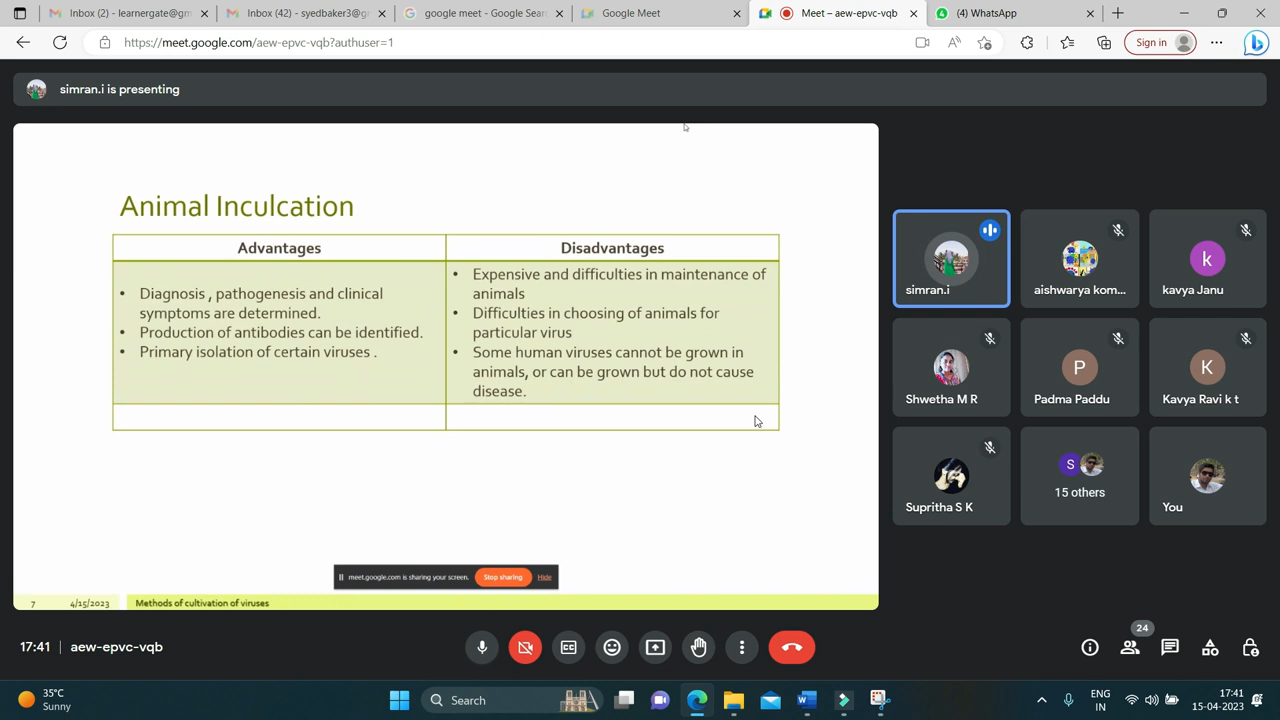 Inbox (2) - learnergate@gm
Inbox (42) - syedbaker3@gr
google meet - Google Sear
Google Meet
Meet – aew-epvc-vqb
(4) WhatsApp
https://meet.google.com/aew-epvc-vqb?authuser=1
Sign in
simran.i is presenting
Animal Inculcation
Advantages
Disadvantages
• Diagnosis , pathogenesis and clinical
symptoms are determined.
• Production of antibodies can be identified.
• Primary isolation of certain viruses .
• Expensive and difficulties in maintenance of
animals
• Difficulties in choosing of animals for
particular virus
• Some human viruses cannot be grown in
animals, or can be grown but do not cause
disease.
meet.google.com is sharing your screen.
Stop sharing
Hide
7
4/15/2023
Methods of cultivation of viruses
simran.i
aishwarya kom...
k
kavya Janu
Shwetha M R
P
Padma Paddu
K
Kavya Ravi k t
Supritha S K
S
15 others
You
17:41 | aew-epvc-vqb
24
35°C
Sunny
Search
ENG
IN
17:41
15-04-2023